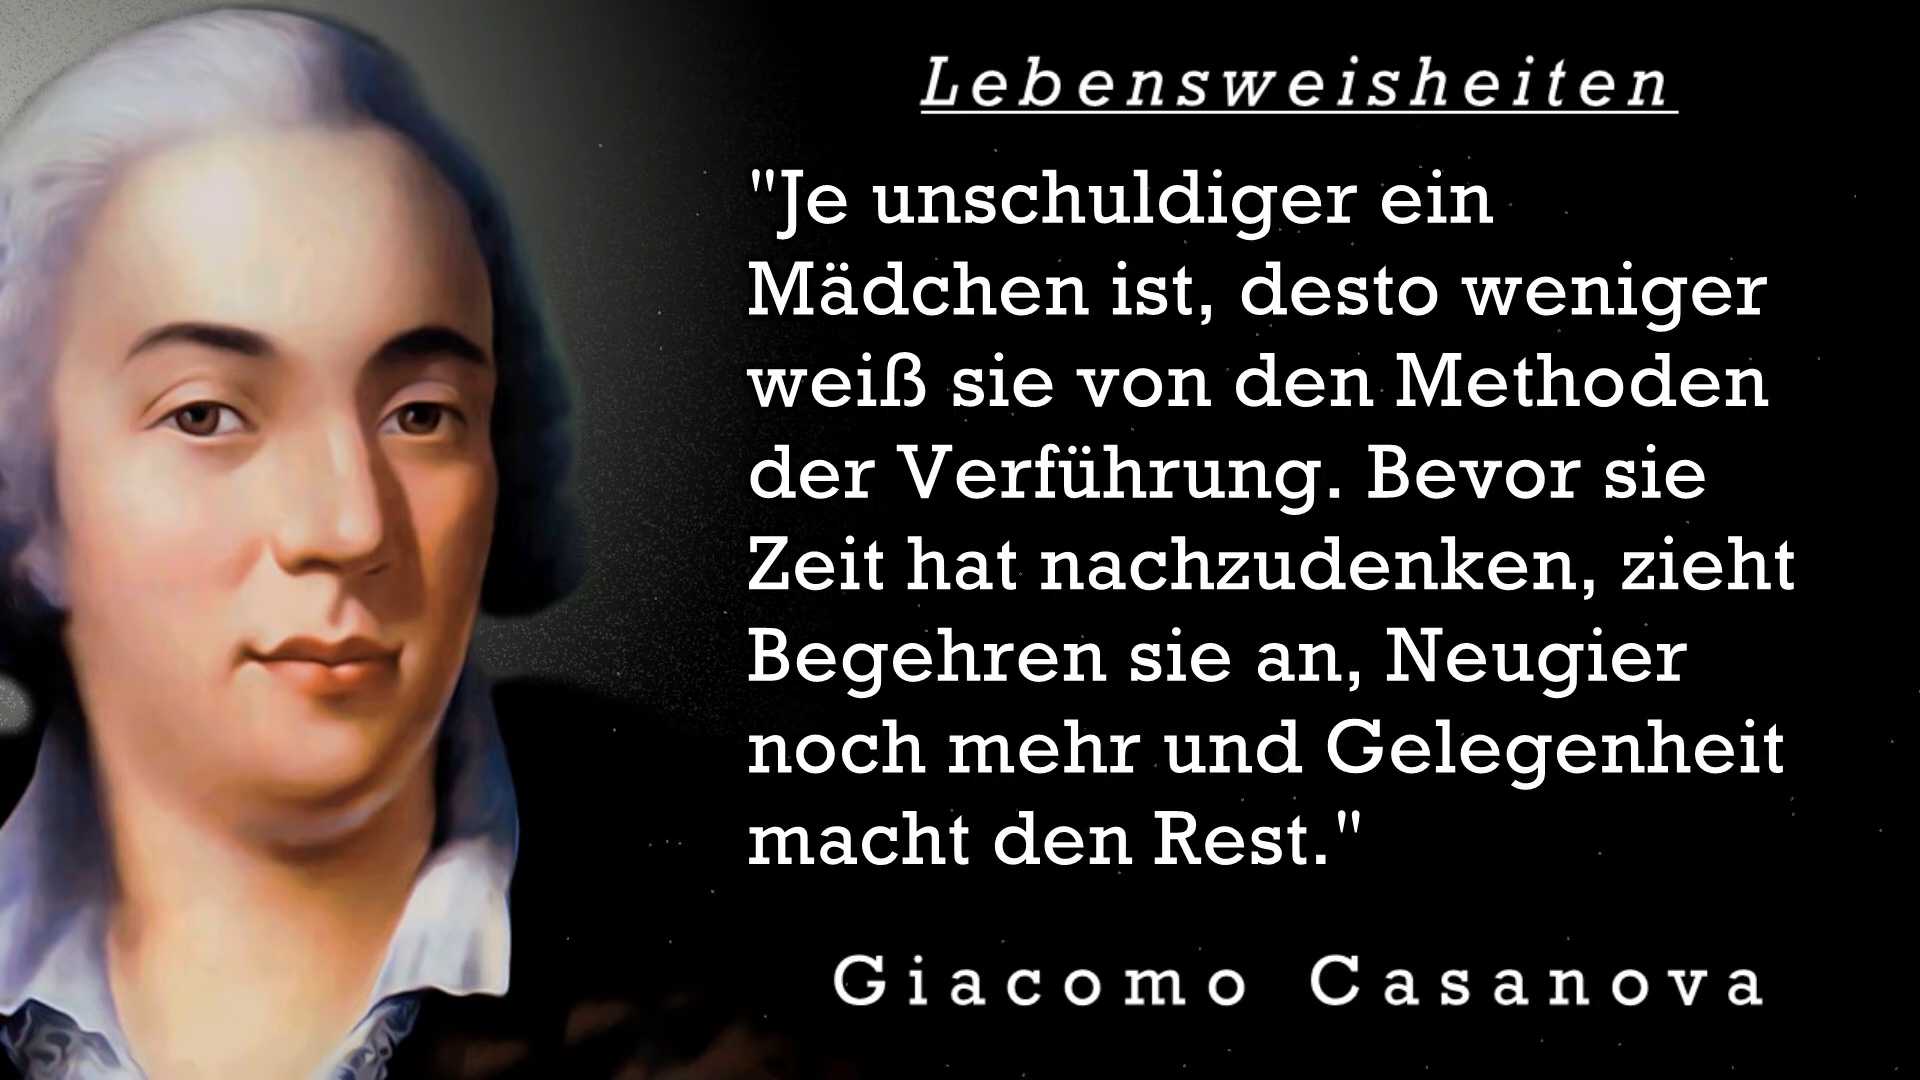 Lebensweisheiten
"Je unschuldiger ein
Mädchen ist, desto weniger
weiß sie von den Methoden
der Verführung. Bevor sie
Zeit hat nachzudenken, zieht
Begehren sie an, Neugier
noch mehr und Gelegenheit
macht den Rest."
Giacomo Casanova